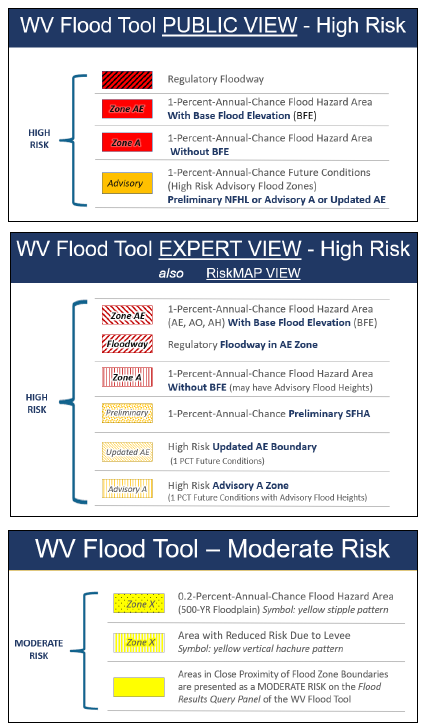 WV Flood Tool PUBLIC VIEW - High Risk
HIGH
RISK
Regulatory Floodway
Zone AE
1-Percent-Annual-Chance Flood Hazard Area
With Base Flood Elevation (BFE)
Zone A
1-Percent-Annual-Chance Flood Hazard Area
Without BFE
Advisory
1-Percent-Annual-Chance Future Conditions
(High Risk Advisory Flood Zones)
Preliminary NFHL or Advisory A or Updated AE
WV Flood Tool EXPERT VIEW - High Risk
also RiskMAP VIEW
HIGH
RISK
Zone AE
1-Percent-Annual-Chance Flood Hazard Area
(AE, AO, AH) With Base Flood Elevation (BFE)
Floodway
Regulatory Floodway in AE Zone
Zone A
1-Percent-Annual-Chance Flood Hazard Area
Without BFE (may have Advisory Flood Heights)
Preliminary
1-Percent-Annual-Chance Preliminary SFHA
Updated AE
High Risk Updated AE Boundary
(1 PCT Future Conditions)
Advisory A
High Risk Advisory A Zone
(1 PCT Future Conditions with Advisory Flood Heights)
WV Flood Tool – Moderate Risk
MODERATE
RISK
Zone X
0.2-Percent-Annual-Chance Flood Hazard Area
(500-YR Floodplain) Symbol: yellow stipple pattern
Zone X
Area with Reduced Risk Due to Levee
Symbol: yellow vertical hachure pattern
Areas in Close Proximity of Flood Zone Boundaries
are presented as a MODERATE RISK on the Flood
Results Query Panel of the WV Flood Tool